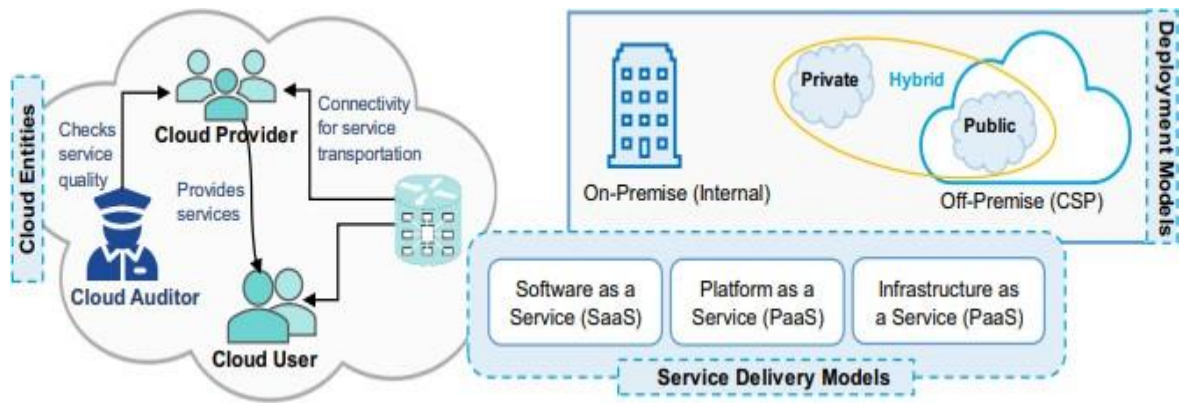 Cloud Entities
Cloud Provider
Checks
service
quality
Connectivity
for service
transportation
Provides
services
Cloud Auditor
Cloud User
Private
Hybrid
Public
On-Premise (Internal)
Off-Premise (CSP)
Deployment Models
Software as a
Service (SaaS)
Platform as a
Service (PaaS)
Infrastructure as
a Service (PaaS)
Service Delivery Models